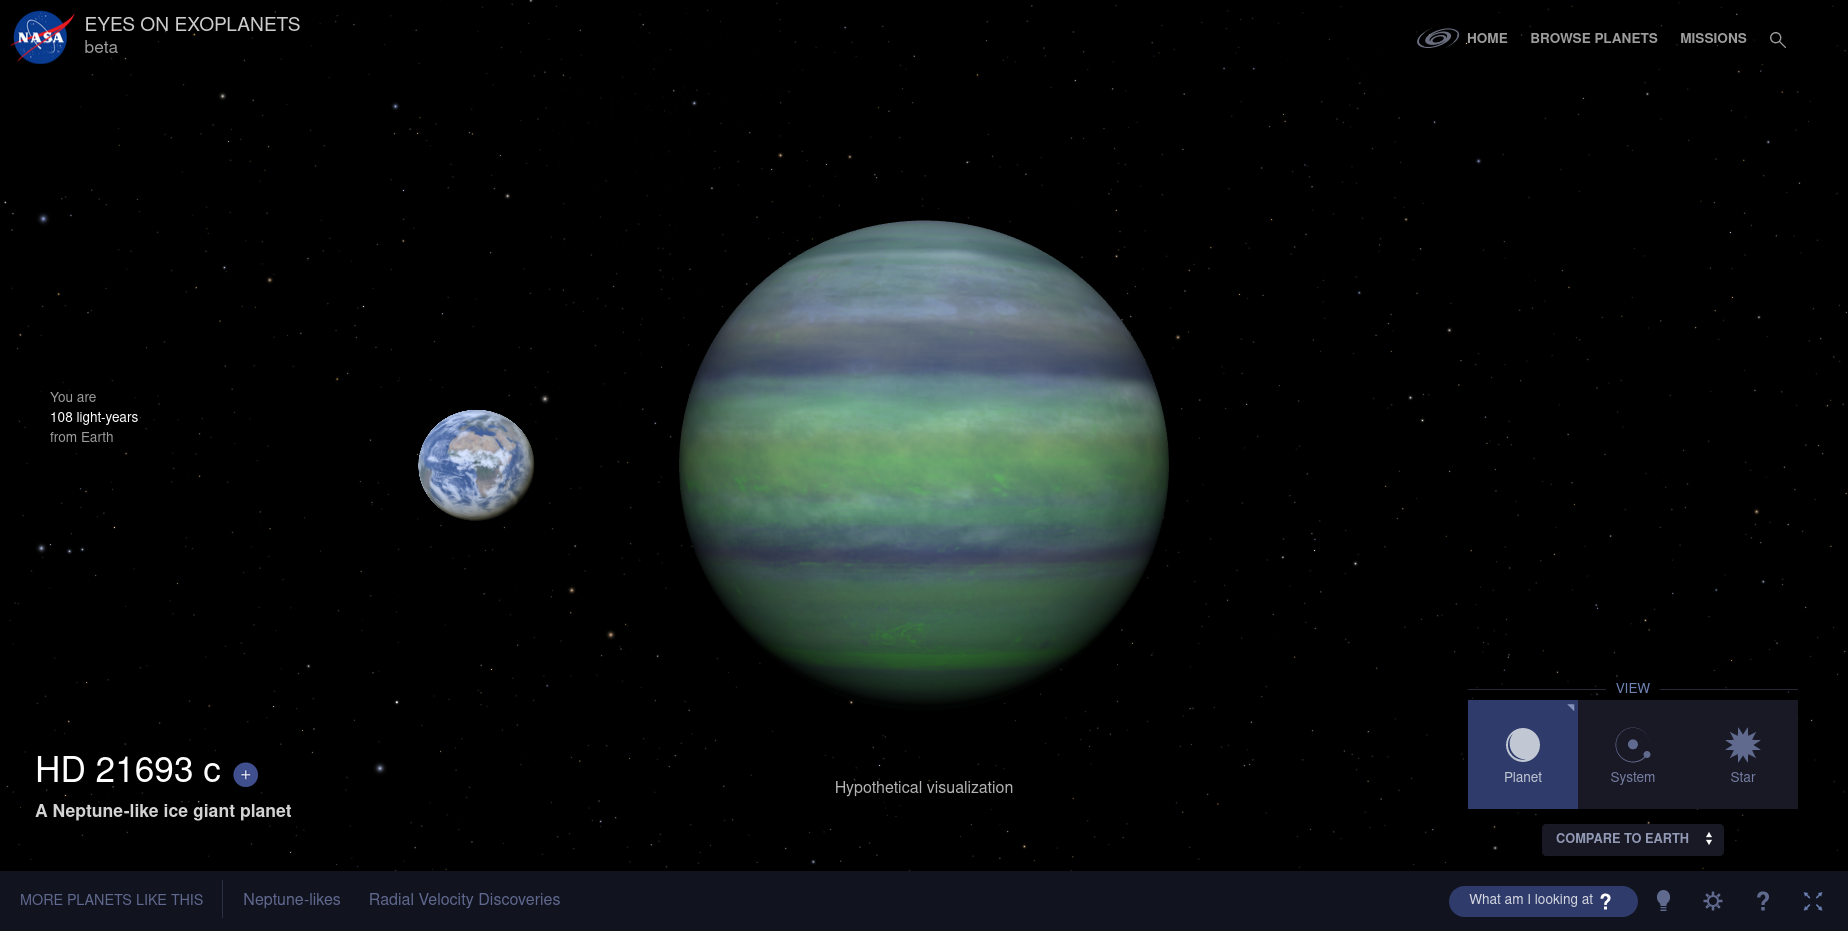 NASA
EYES ON EXOPLANETS
beta
HOME
BROWSE PLANETS
MISSIONS
You are
108 light-years
from Earth
HD 21693 c +
A Neptune-like ice giant planet
Hypothetical visualization
VIEW
Planet
System
Star
COMPARE TO EARTH
MORE PLANETS LIKE THIS
Neptune-likes
Radial Velocity Discoveries
What am I looking at ?
?